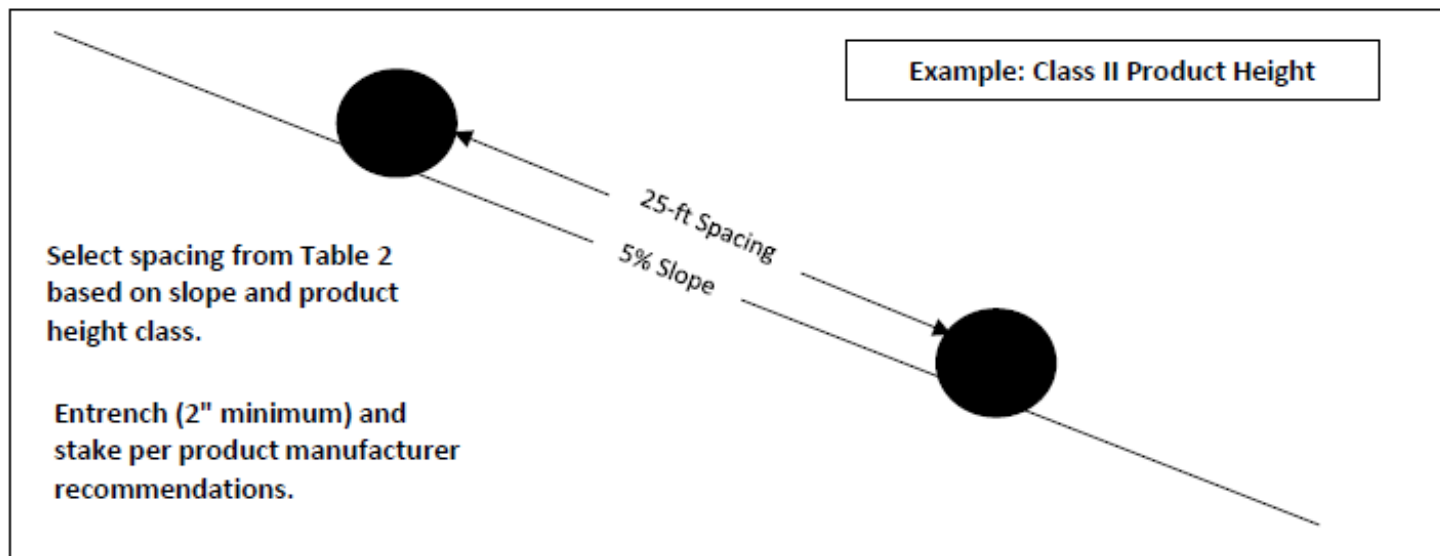 Example: Class II Product Height
25-ft Spacing
5% Slope
Select spacing from Table 2
based on slope and product
height class.
Entrench (2" minimum) and
stake per product manufacturer
recommendations.